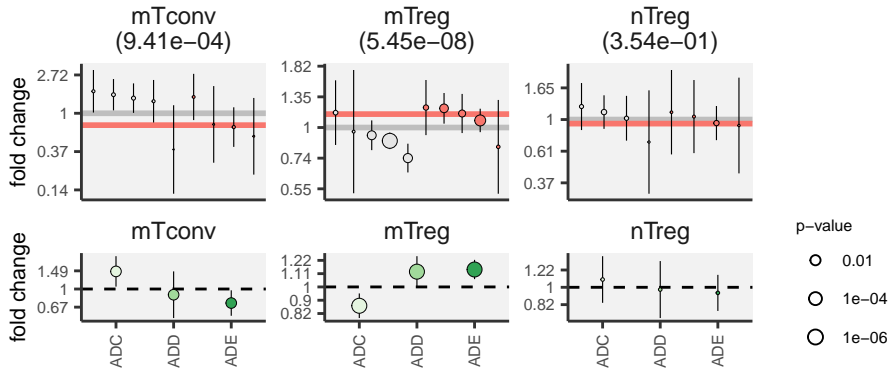 mTconv
(9.41e−04)
mTreg
(5.45e−08)
nTreg
(3.54e−01)
fold change
2.72
1
0.37
0.14
1.82
1.35
1
0.74
0.55
1.65
1
0.61
0.37
mTconv
mTreg
nTreg
fold change
1.49
1
0.67
1.22
1.11
1
0.9
0.82
1.22
1
0.82
ADC
ADD
ADE
ADC
ADD
ADE
ADC
ADD
ADE
p−value
0.01
1e−04
1e−06